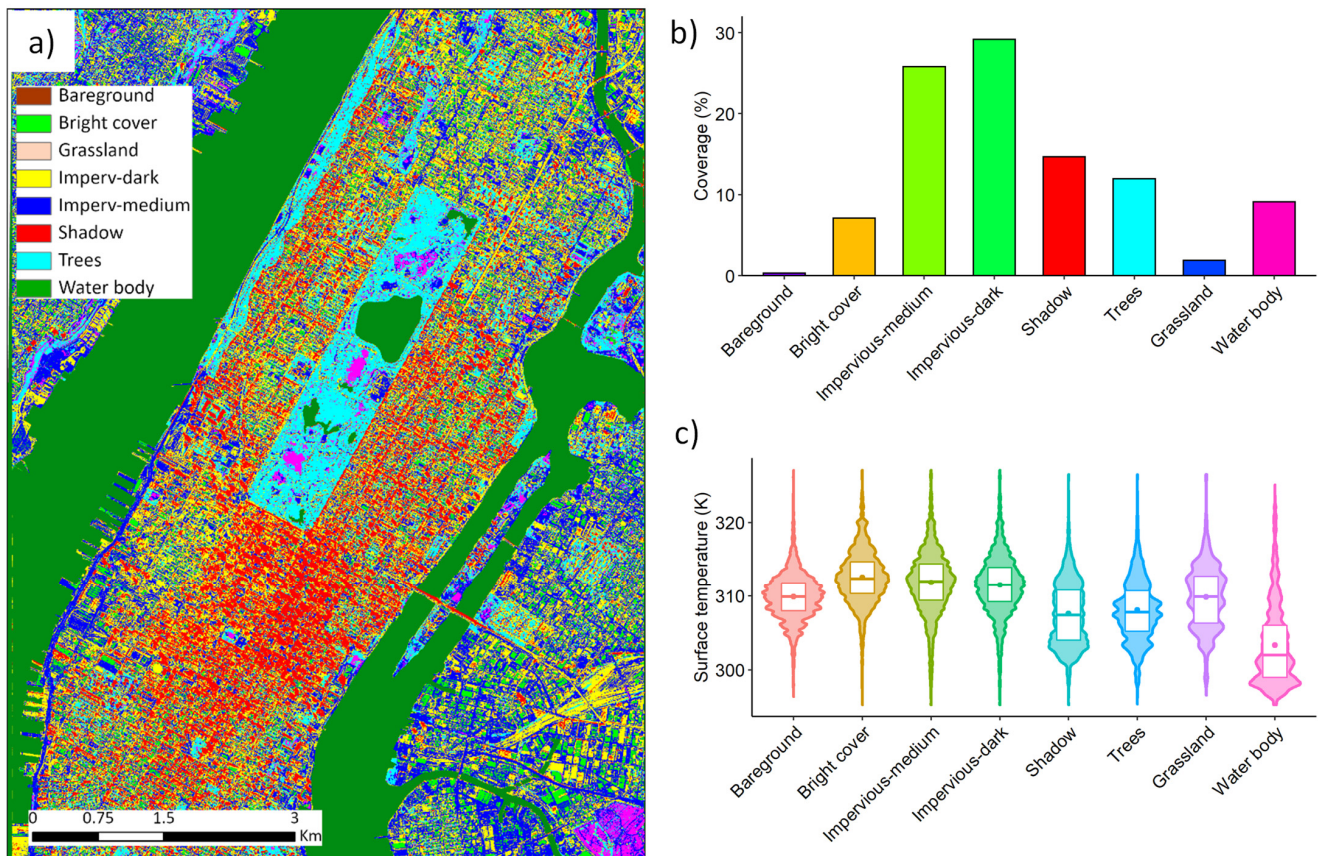 a)
Bareground
Bright cover
Grassland
Imperv-dark
Imperv-medium
Shadow
Trees
Water body
0 0.75 1.5 3
Km
b)
Coverage (%)
30
20
10
0
Bareground
Bright cover
Impervious-medium
Impervious-dark
Shadow
Trees
Grassland
Water body
c)
Surface temperature (K)
320
310
300
Bareground
Bright cover
Impervious-medium
Impervious-dark
Shadow
Trees
Grassland
Water body